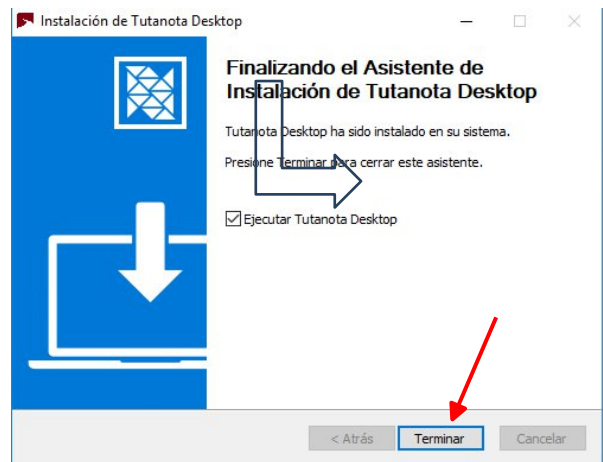 Instalación de Tutanota Desktop
Finalizando el Asistente de
Instalación de Tutanota Desktop
Tutanota Desktop ha sido instalado en su sistema.
Presione Terminar para cerrar este asistente.
Ejecutar Tutanota Desktop
< Atrás Terminar Cancelar